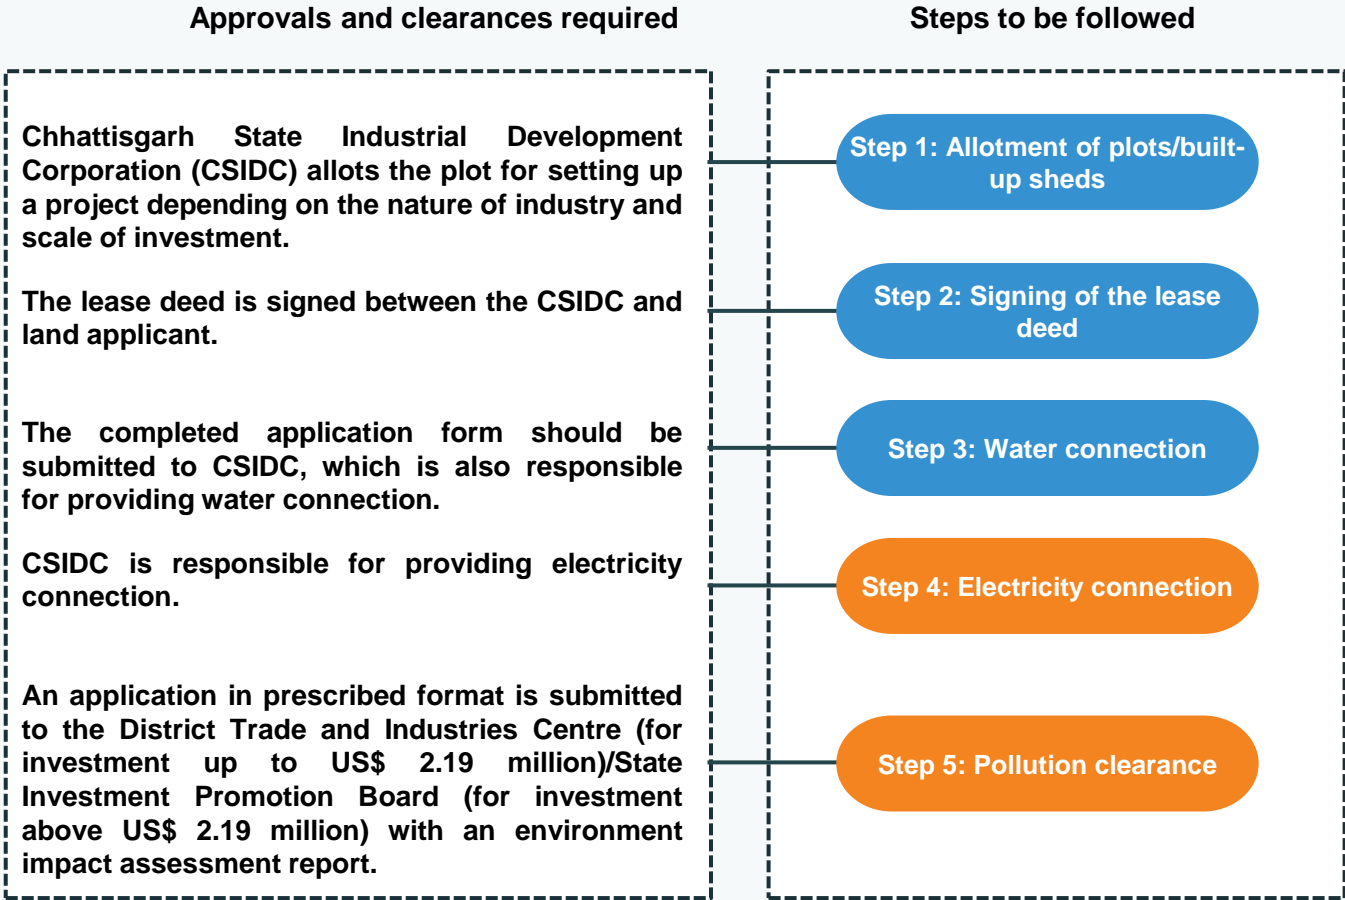 Approvals and clearances required
Steps to be followed
Chhattisgarh State Industrial Development
Corporation (CSIDC) allots the plot for setting up
a project depending on the nature of industry and
scale of investment.
Step 1: Allotment of plots/built-
up sheds
The lease deed is signed between the CSIDC and
land applicant.
Step 2: Signing of the lease
deed
The completed application form should be
submitted to CSIDC, which is also responsible
for providing water connection.
Step 3: Water connection
CSIDC is responsible for providing electricity
connection.
Step 4: Electricity connection
An application in prescribed format is submitted
to the District Trade and Industries Centre (for
investment up to US$ 2.19 million)/State
Investment Promotion Board (for investment
above US$ 2.19 million) with an environment
impact assessment report.
Step 5: Pollution clearance